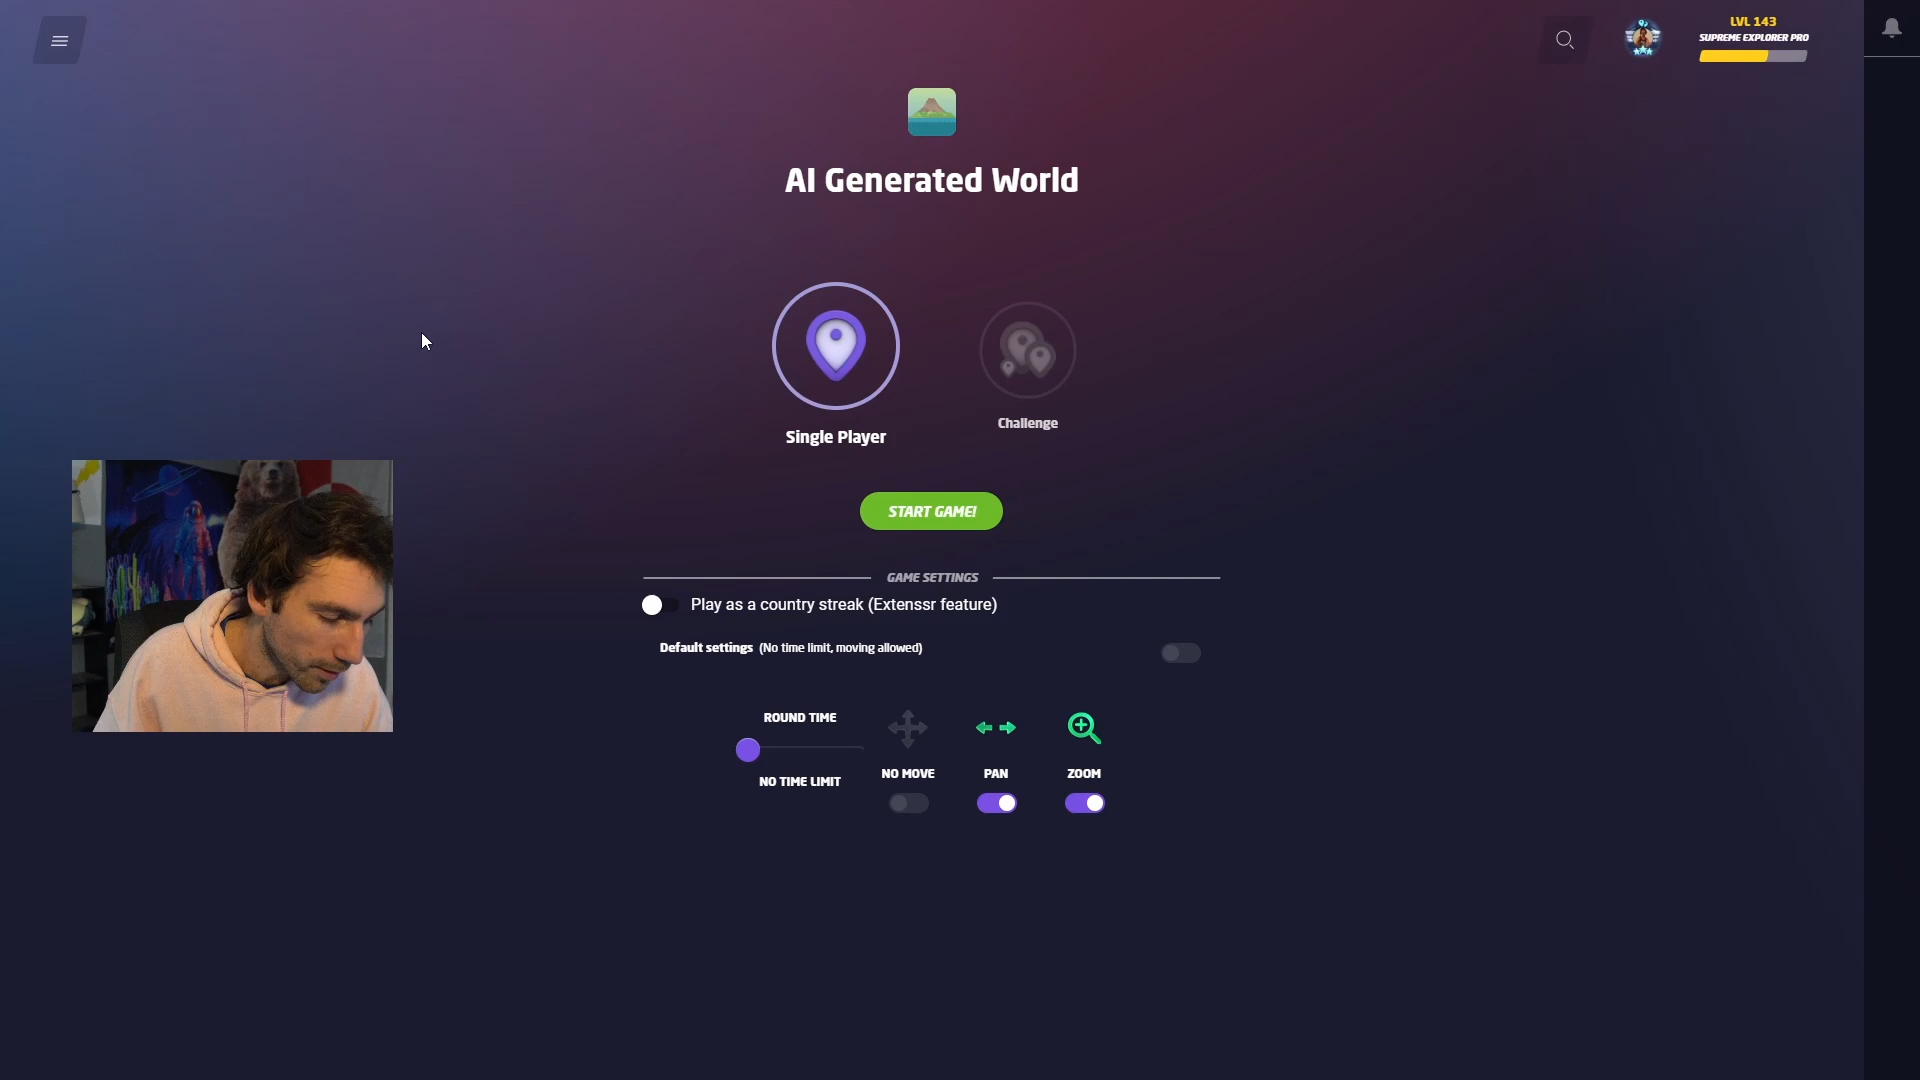 LVL 143
SUPREME EXPLORER PRO
AI Generated World
Single Player
Challenge
START GAME!
GAME SETTINGS
Play as a country streak (Extenssr feature)
Default settings (No time limit, moving allowed)
ROUND TIME
NO TIME LIMIT
NO MOVE
PAN
ZOOM